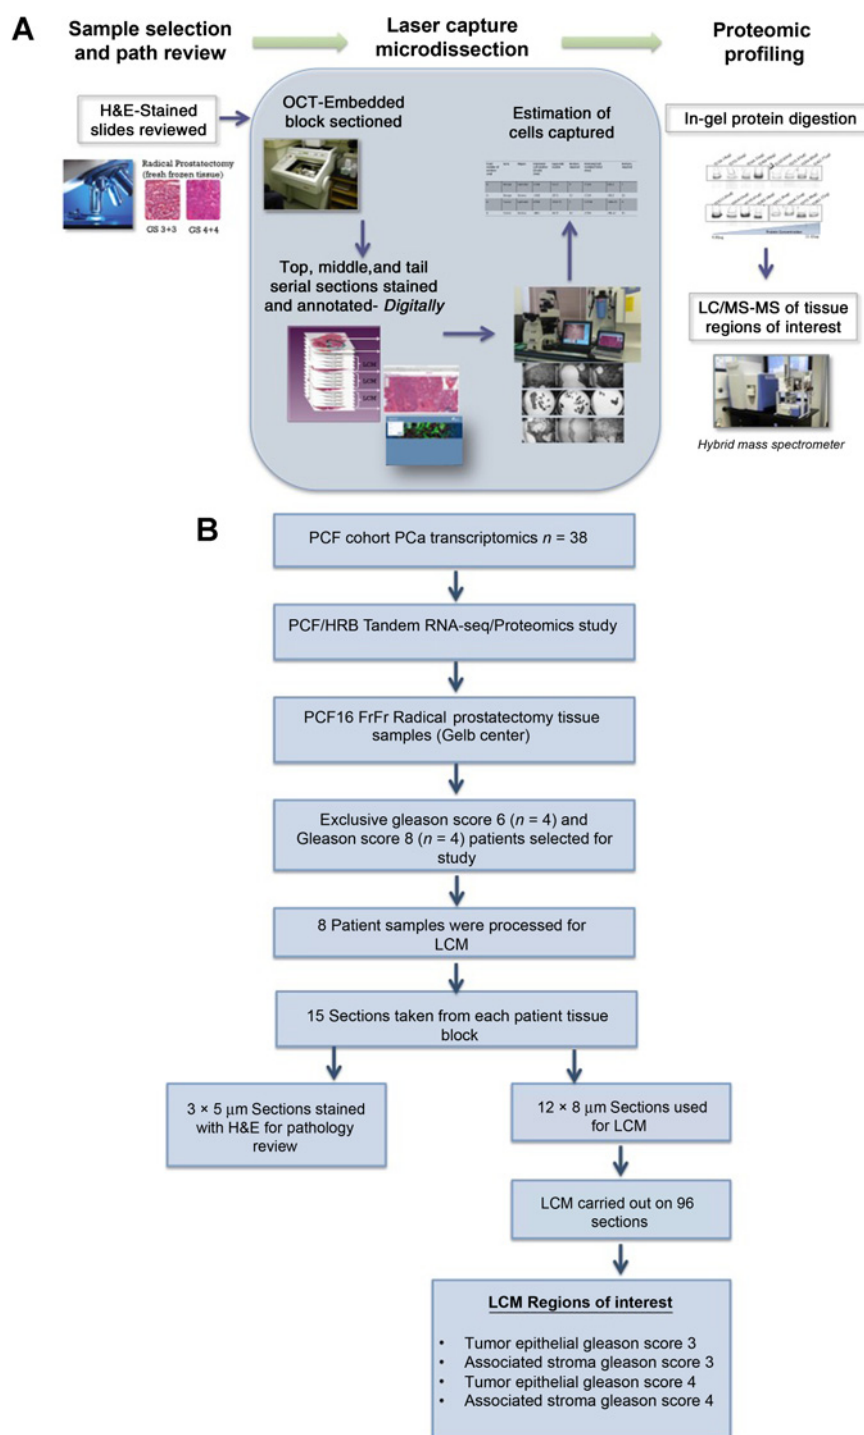 A
Sample selection
and path review
Laser capture
microdissection
Proteomic
profiling
H&E-Stained
slides reviewed
Radical Prostatectomy
(fresh frozen tissue)
GS 3+3
GS 4+4
OCT-Embedded
block sectioned
Top, middle,and tail
serial sections stained
and annotated- Digitally
LCM
LCM
LCM
Estimation of
cells captured
In-gel protein digestion
Protein Concentration
LC/MS-MS of tissue
regions of interest
Hybrid mass spectrometer
B
PCF cohort PCa transcriptomics n = 38
PCF/HRB Tandem RNA-seq/Proteomics study
PCF16 FrFr Radical prostatectomy tissue
samples (Gelb center)
Exclusive gleason score 6 (n = 4) and
Gleason score 8 (n = 4) patients selected for
study
8 Patient samples were processed for
LCM
15 Sections taken from each patient tissue
block
3 × 5 μm Sections stained
with H&E for pathology
review
12 × 8 μm Sections used
for LCM
LCM carried out on 96
sections
LCM Regions of interest
• Tumor epithelial gleason score 3
• Associated stroma gleason score 3
• Tumor epithelial gleason score 4
• Associated stroma gleason score 4